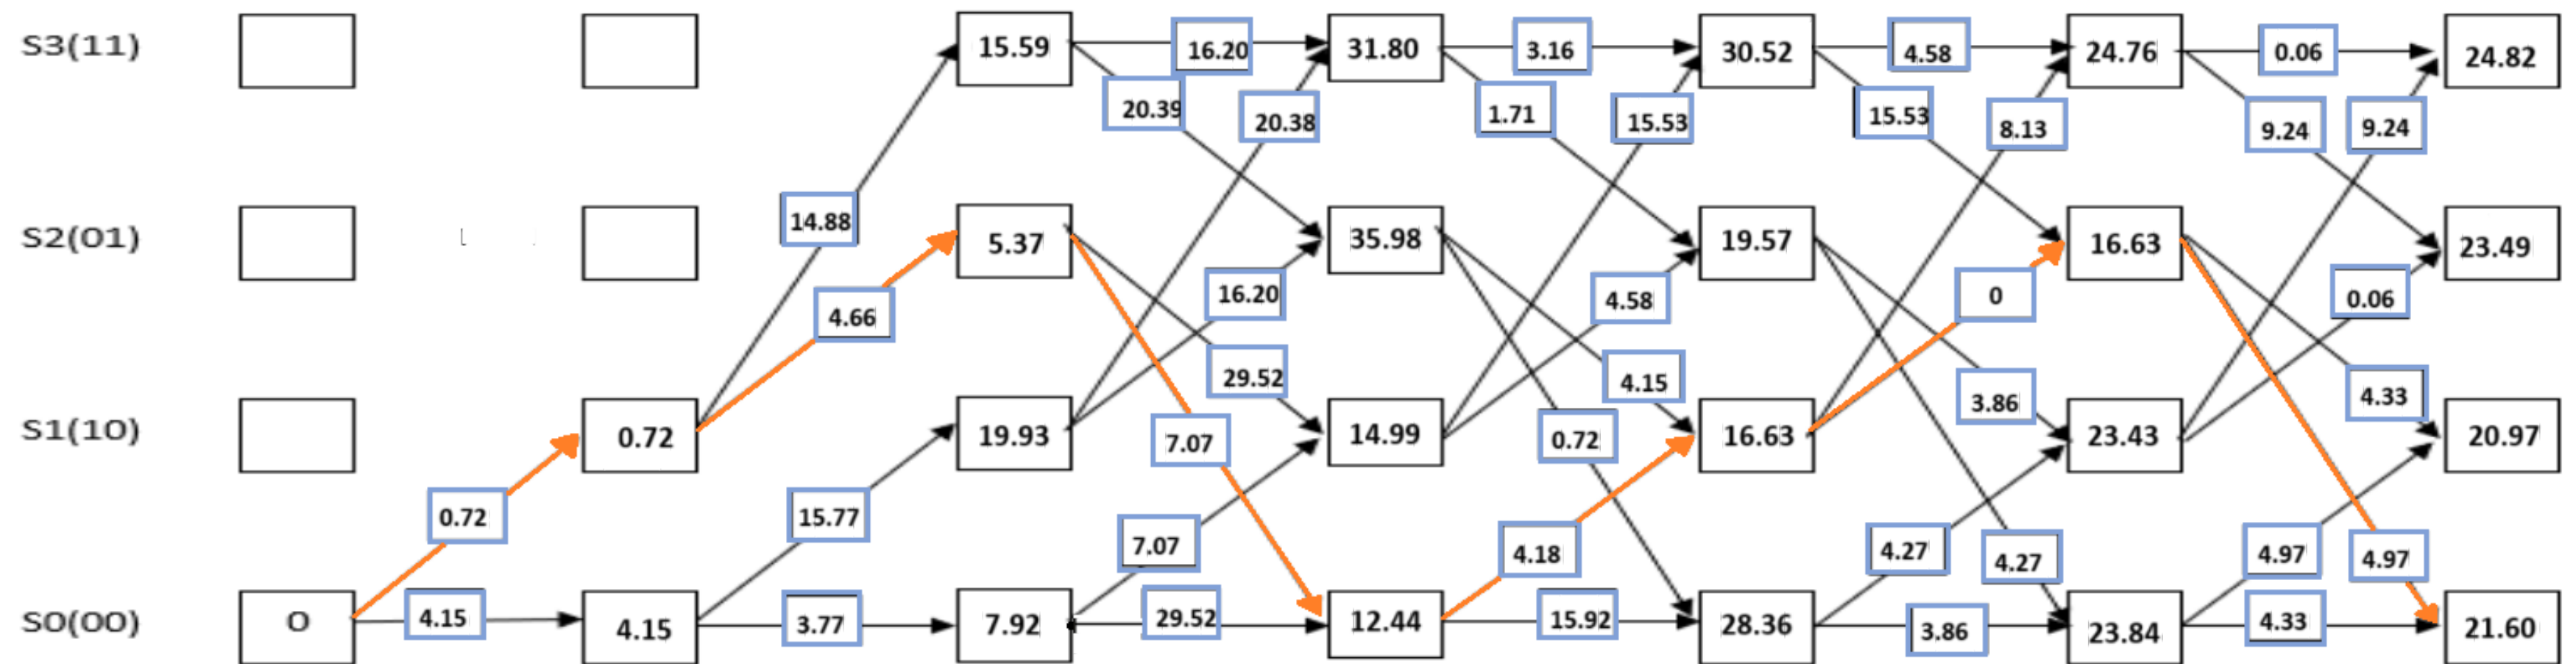 S3(11) 15.59 16.20 31.80 3.16 30.52 4.58 24.76 0.06 24.82
20.39 20.38 1.71 15.53 15.53 8.13 9.24 9.24
14.88
S2(01) 5.37 35.98 19.57 16.63 23.49
4.66 16.20 4.58 0 0.06
29.52 4.15 3.86 4.33
S1(10) 0.72 19.93 7.07 14.99 0.72 16.63 23.43 20.97
0.72 15.77 7.07 4.18 4.27 4.27 4.97 4.97
S0(00) 0 4.15 4.15 3.77 7.92 29.52 12.44 15.92 28.36 3.86 23.84 4.33 21.60